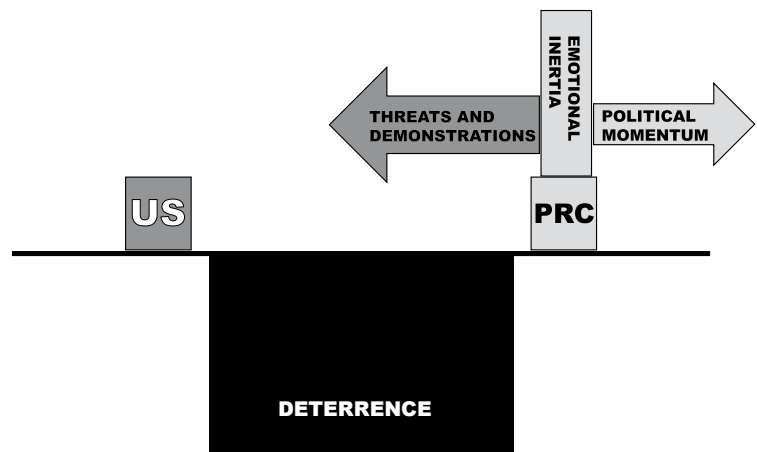 EMOTIONAL
INERTIA
THREATS AND
DEMONSTRATIONS
POLITICAL
MOMENTUM
US
PRC
DETERRENCE